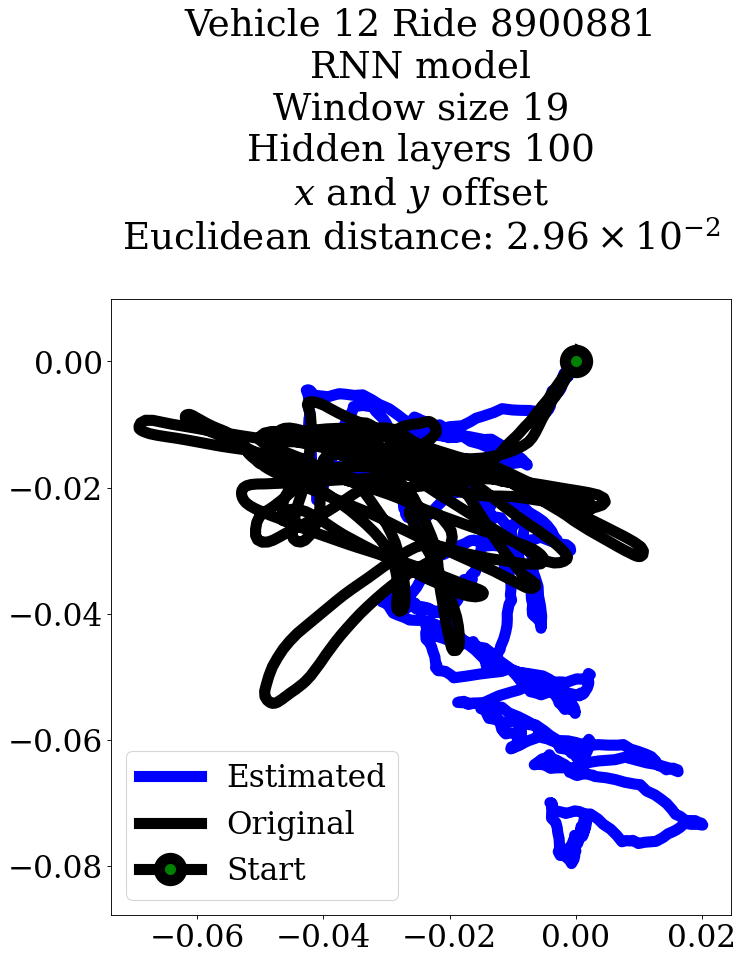 Vehicle 12 Ride 8900881
RNN model
Window size 19
Hidden layers 100
x and y offset
Euclidean distance: 2.96 × 10⁻²
0.00
−0.02
−0.04
−0.06
−0.08
Estimated
Original
Start
−0.06 −0.04 −0.02 0.00 0.02